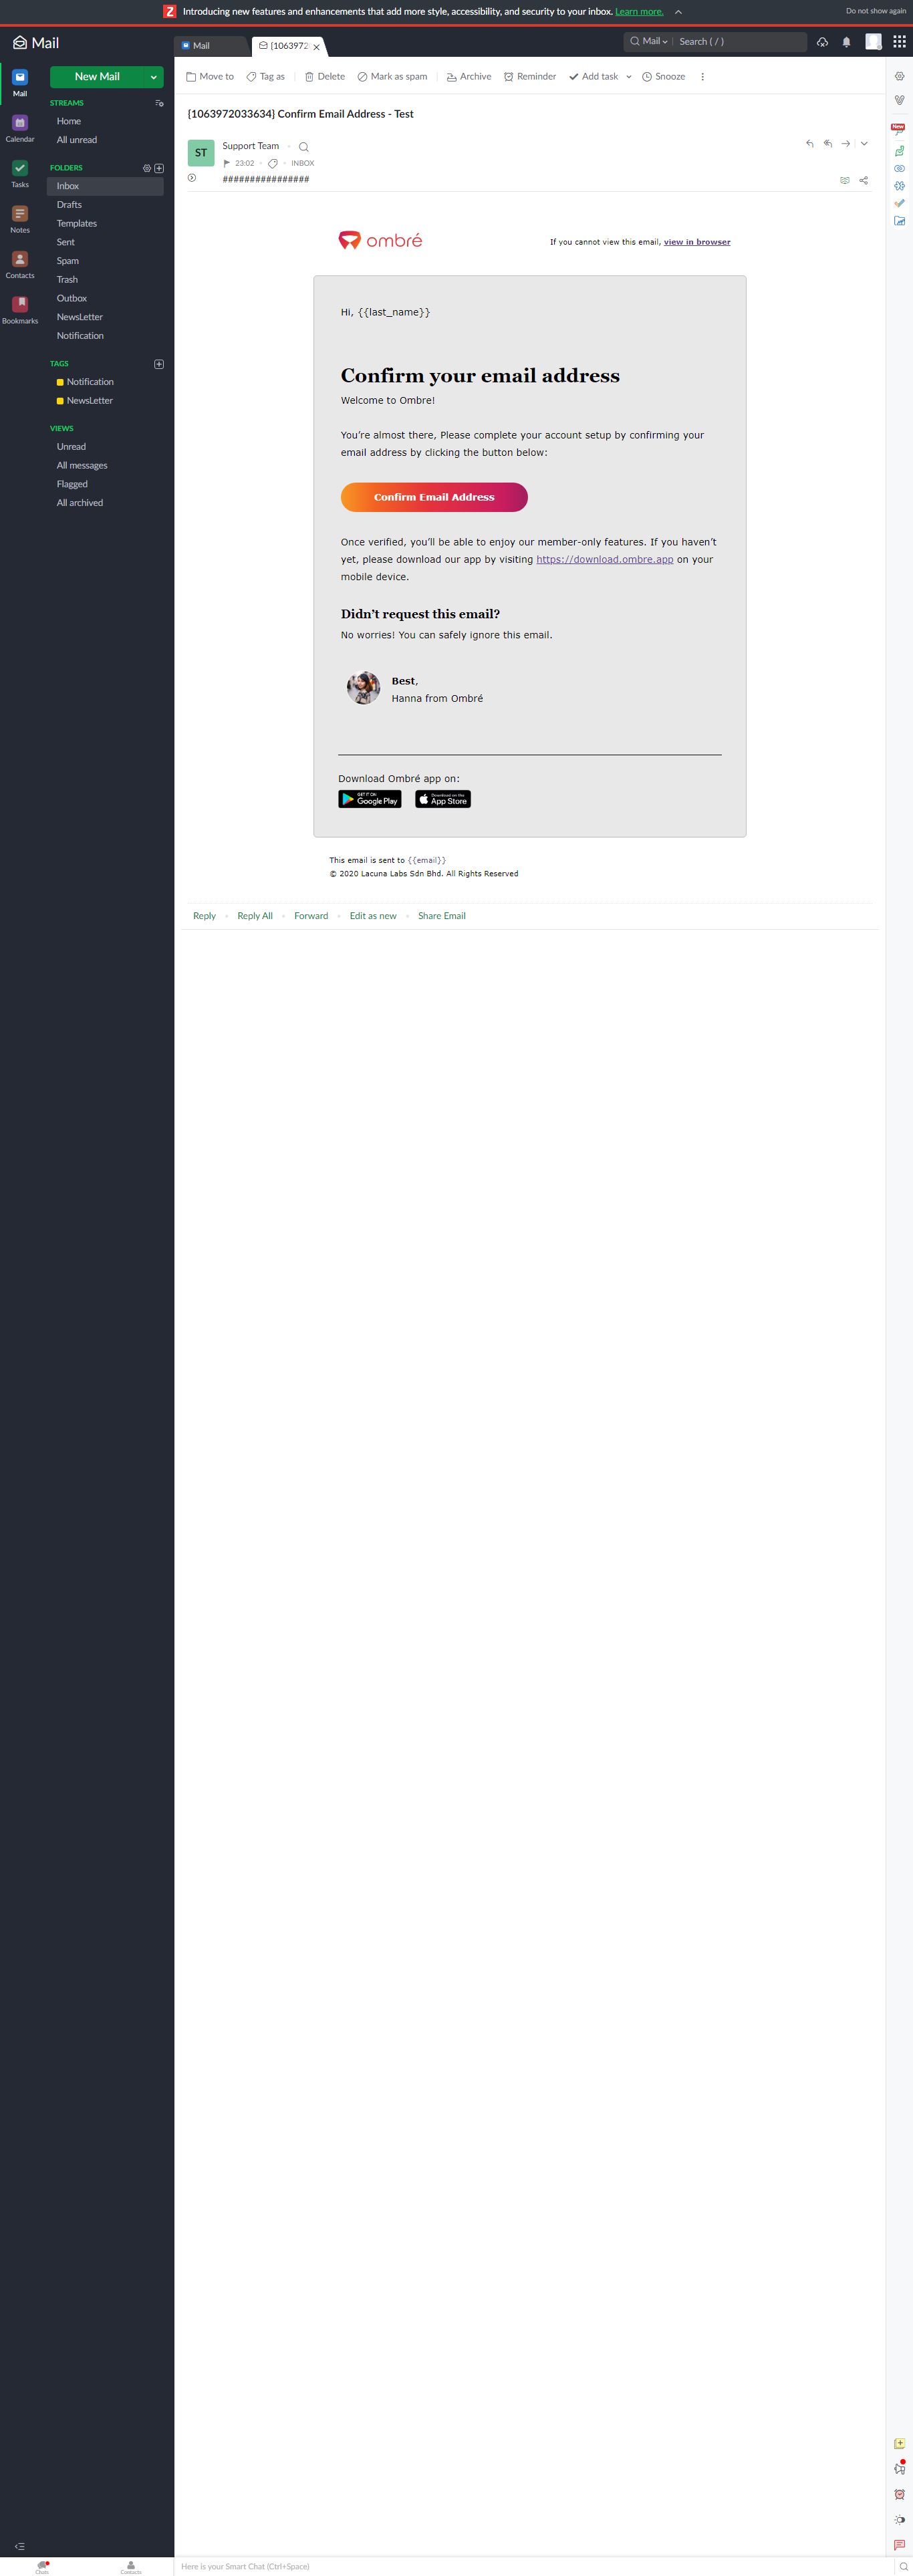 Introducing new features and enhancements that add more style, accessibility, and security to your inbox. Learn more.
Do not show again
Mail
Mail
[1063972
Mail
Search ( / )
Mail
Calendar
Tasks
Notes
Contacts
Bookmarks
New Mail
STREAMS
Home
All unread
FOLDERS
Inbox
Drafts
Templates
Sent
Spam
Trash
Outbox
NewsLetter
Notification
TAGS
Notification
NewsLetter
VIEWS
Unread
All messages
Flagged
All archived
Move to
Tag as
Delete
Mark as spam
Archive
Reminder
Add task
Snooze
New
[1063972033634] Confirm Email Address - Test
ST
Support Team
23:02
INBOX
################
ombré
If you cannot view this email, view in browser
Hi, {{last_name}}
Confirm your email address
Welcome to Ombre!
You're almost there, Please complete your account setup by confirming your
email address by clicking the button below:
Confirm Email Address
Once verified, you'll be able to enjoy our member-only features. If you haven't
yet, please download our app by visiting https://download.ombre.app on your
mobile device.
Didn't request this email?
No worries! You can safely ignore this email.
Best,
Hanna from Ombré
Download Ombré app on:
GET IT ON
Google Play
Download on the
App Store
This email is sent to {{email}}
© 2020 Lacuna Labs Sdn Bhd. All Rights Reserved
Reply
Reply All
Forward
Edit as new
Share Email
Chats
Contacts
Here is your Smart Chat (Ctrl+Space)